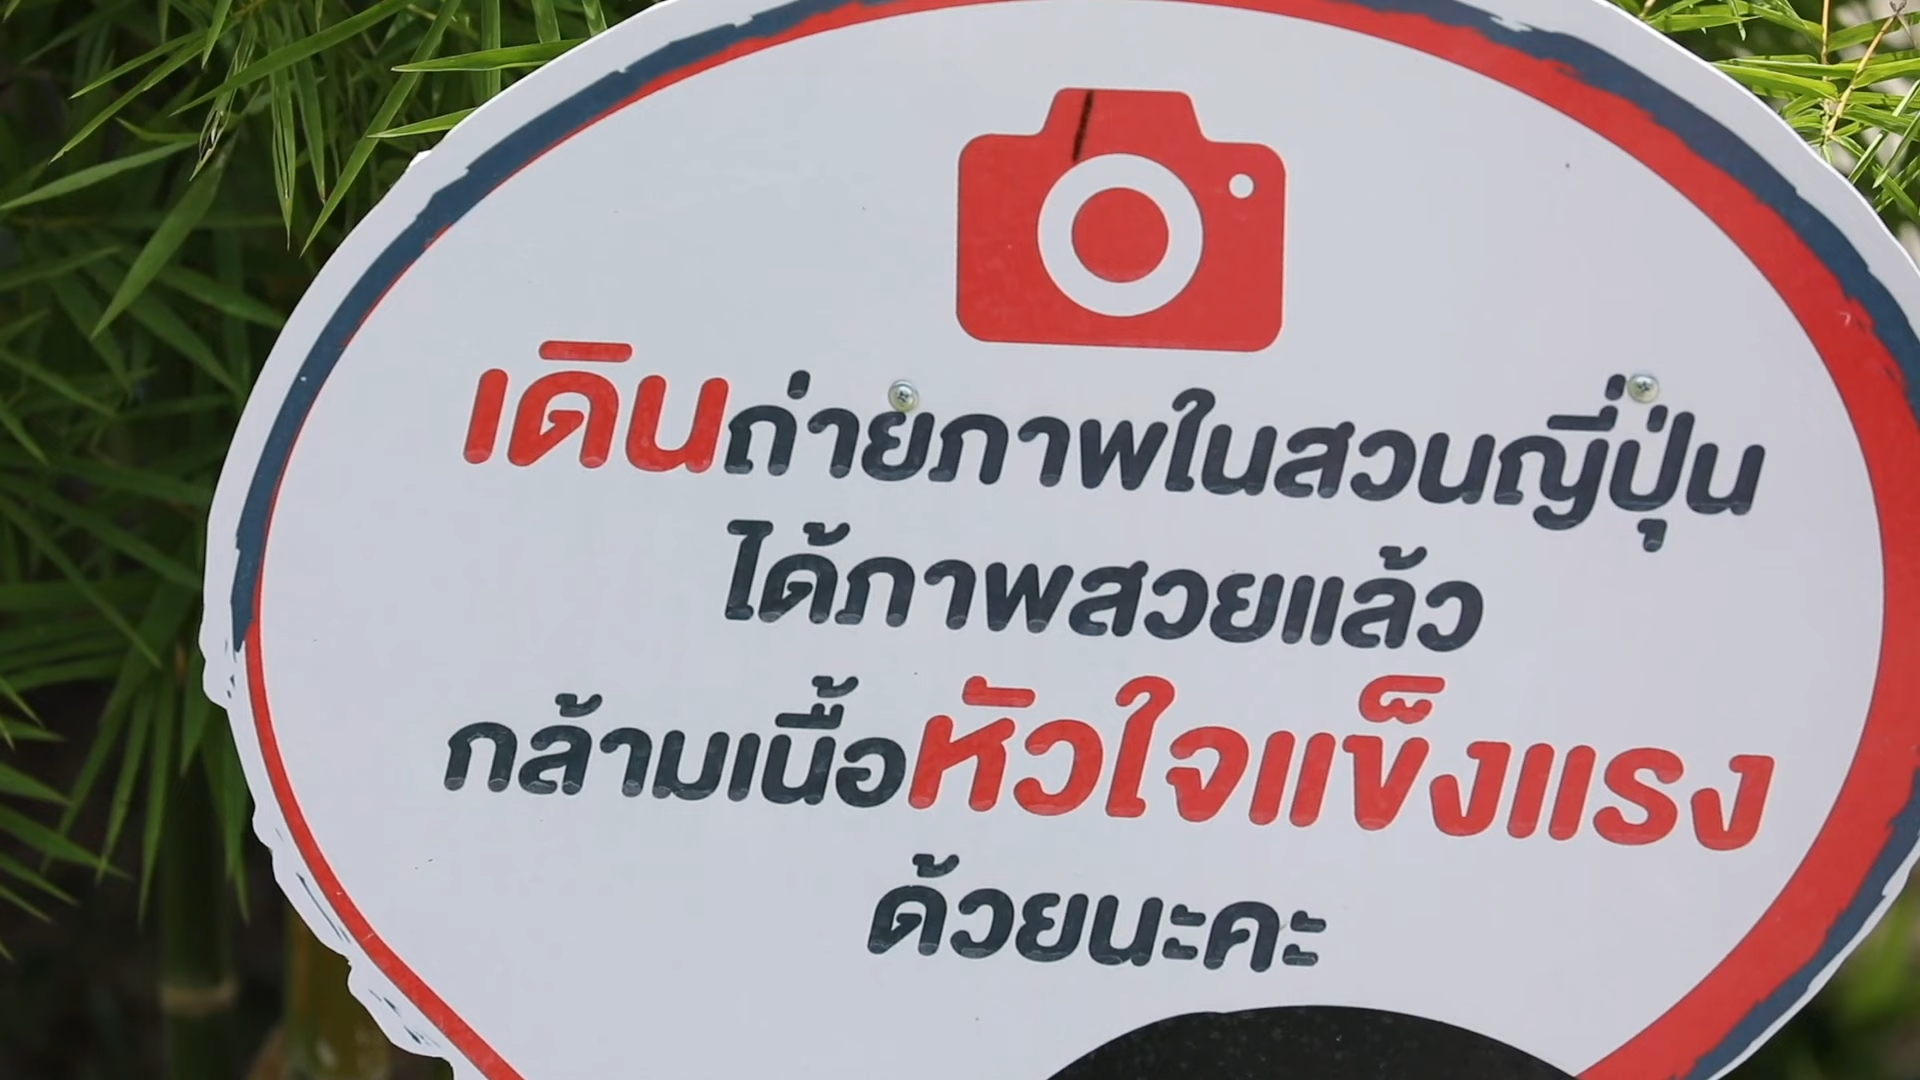 เดินถ่ายภาพในสวนญี่ปุ่น
ได้ภาพสวยแล้ว
กล้ามเนื้อหัวใจแข็งแรง
ด้วยนะคะ